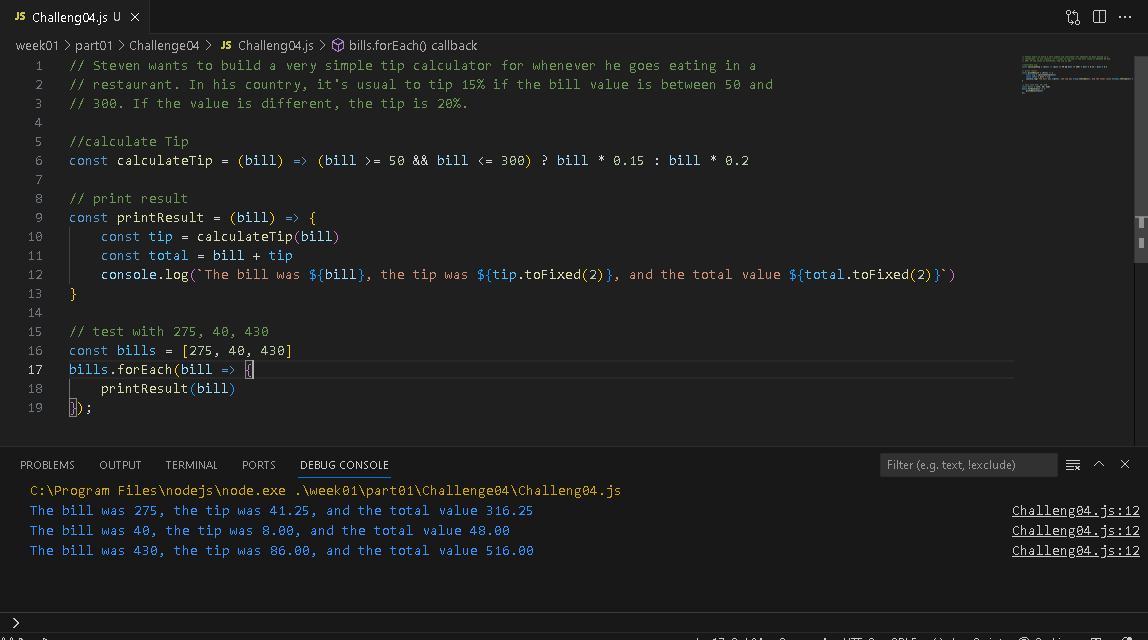 JS Challeng04.js U
week01 > part01 > Challenge04 > JS Challeng04.js > bills.forEach() callback
1 // Steven wants to build a very simple tip calculator for whenever he goes eating in a
2 // restaurant. In his country, it's usual to tip 15% if the bill value is between 50 and
3 // 300. If the value is different, the tip is 20%.
4
5 //calculate Tip
6 const calculateTip = (bill) => (bill >= 50 && bill <= 300) ? bill * 0.15 : bill * 0.2
7
8 // print result
9 const printResult = (bill) => {
10     const tip = calculateTip(bill)
11     const total = bill + tip
12     console.log(`The bill was ${bill}, the tip was ${tip.toFixed(2)}, and the total value ${total.toFixed(2)}`)
13 }
14
15 // test with 275, 40, 430
16 const bills = [275, 40, 430]
17 bills.forEach(bill => {
18     printResult(bill)
19 });
PROBLEMS OUTPUT TERMINAL PORTS DEBUG CONSOLE Filter (e.g. text, !exclude)
C:\Program Files\nodejs\node.exe .\week01\part01\Challenge04\Challeng04.js
The bill was 275, the tip was 41.25, and the total value 316.25 Challeng04.js:12
The bill was 40, the tip was 8.00, and the total value 48.00 Challeng04.js:12
The bill was 430, the tip was 86.00, and the total value 516.00 Challeng04.js:12
>